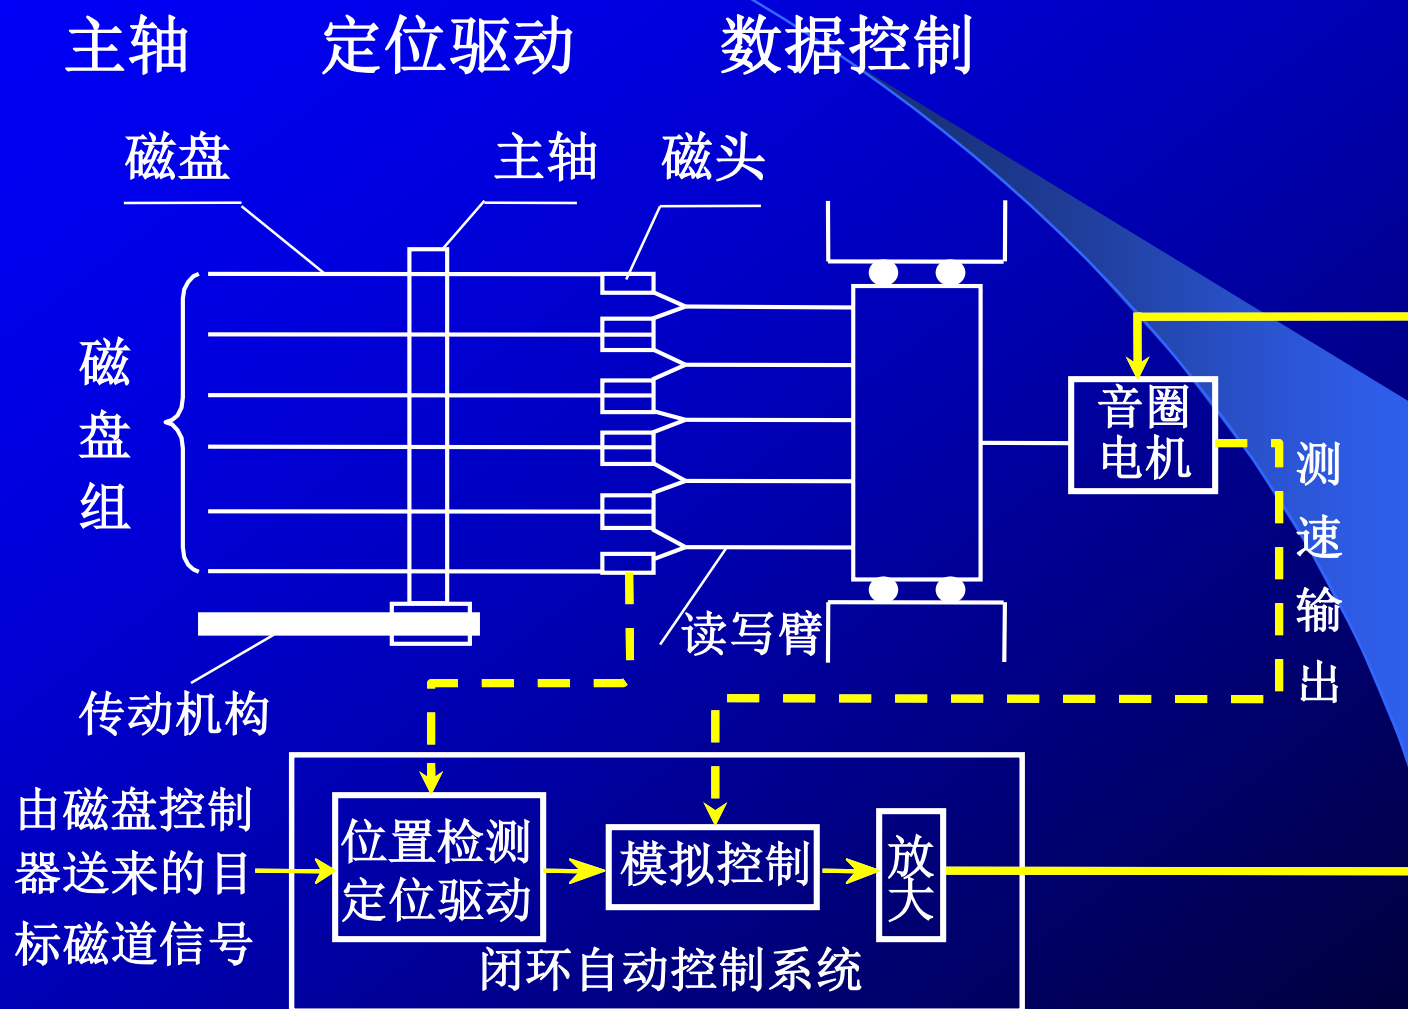 主轴 定位驱动 数据控制
磁盘 主轴 磁头
磁盘组
音圈
电机
测速输出
读写臂
传动机构
由磁盘控制
器送来的目
标磁道信号
位置检测
定位驱动
模拟控制
放大
闭环自动控制系统